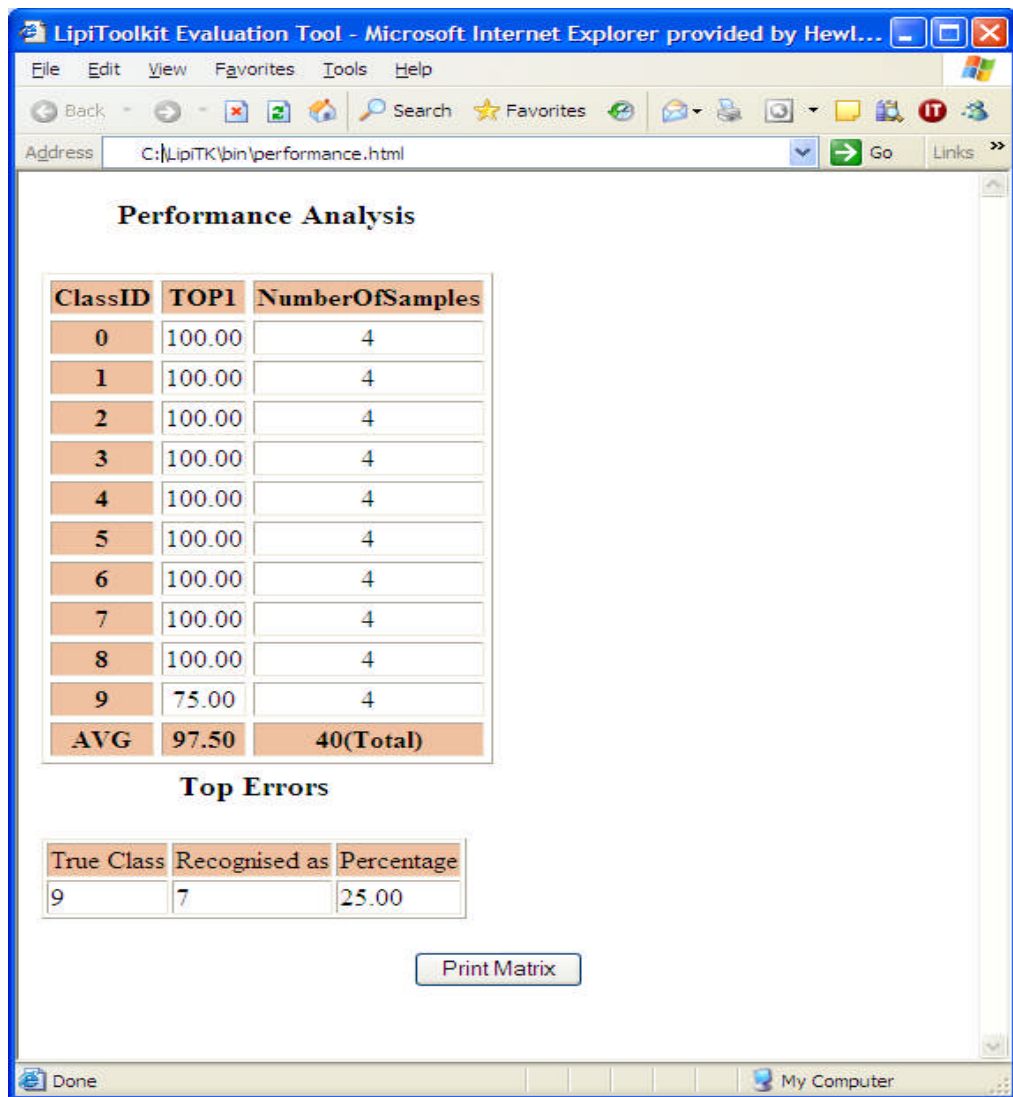 LipiToolkit Evaluation Tool - Microsoft Internet Explorer provided by Hewl...
File Edit View Favorites Tools Help
Back Search Favorites
Address C:\LipiTK\bin\performance.html Go Links »
Performance Analysis
ClassID TOP1 NumberOfSamples
0 100.00 4
1 100.00 4
2 100.00 4
3 100.00 4
4 100.00 4
5 100.00 4
6 100.00 4
7 100.00 4
8 100.00 4
9 75.00 4
AVG 97.50 40(Total)
Top Errors
True Class Recognised as Percentage
9 7 25.00
Print Matrix
Done My Computer